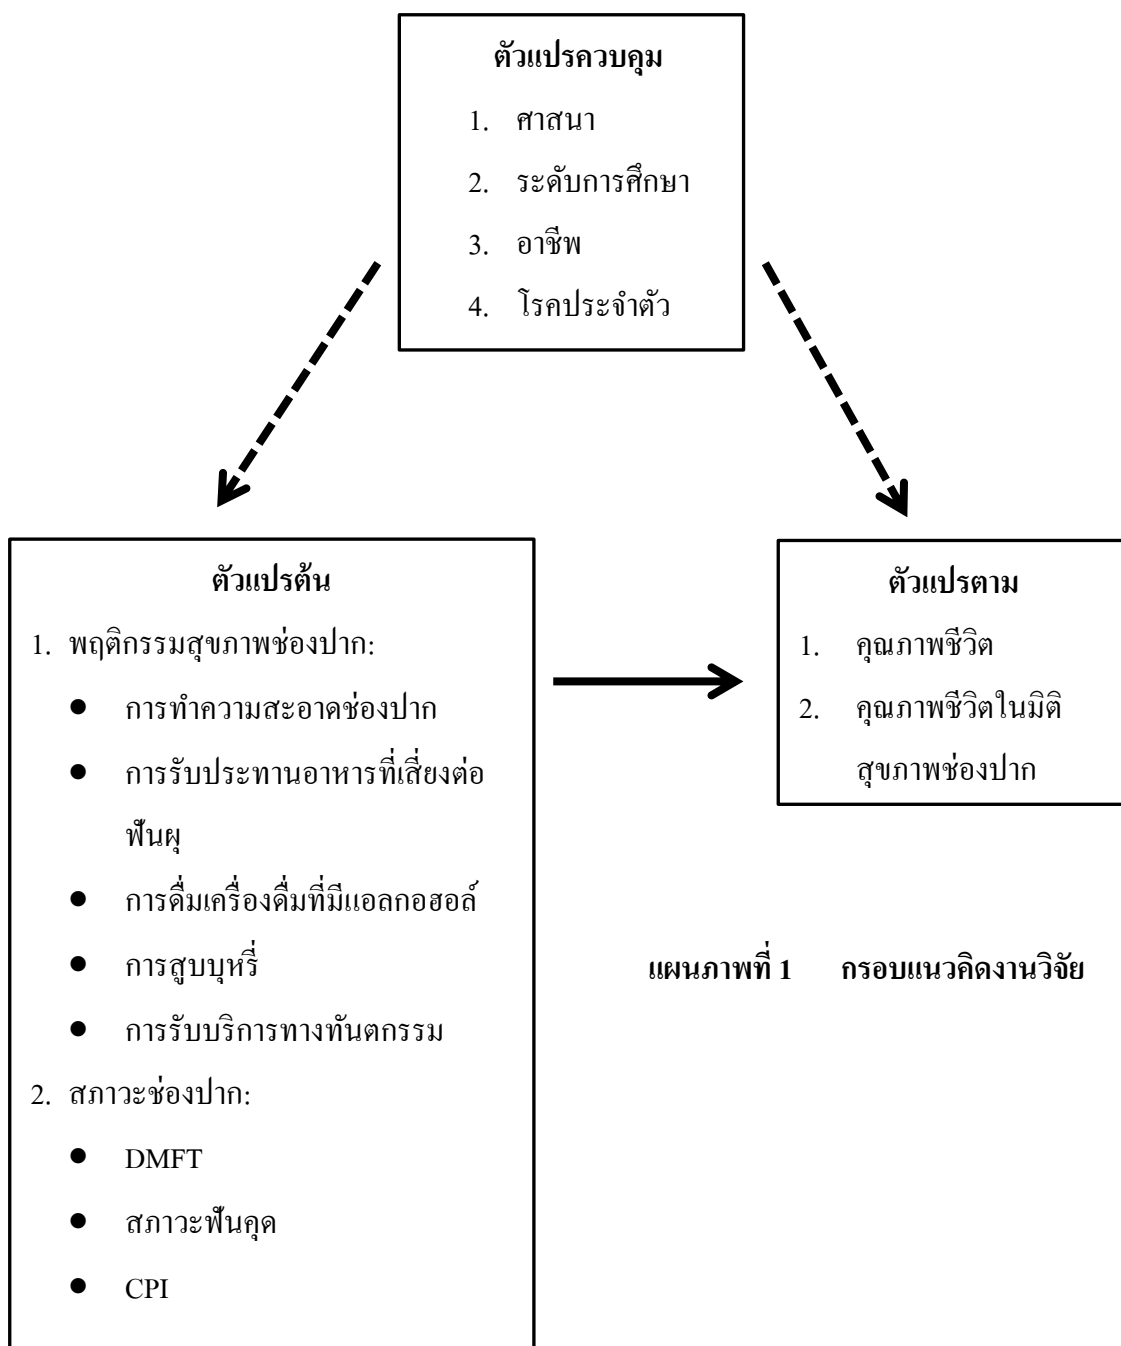 ตัวแปรควบคุม
1. ศาสนา
2. ระดับการศึกษา
3. อาชีพ
4. โรคประจำตัว
ตัวแปรต้น
1. พฤติกรรมสุขภาพช่องปาก:
● การทำความสะอาดช่องปาก
● การรับประทานอาหารที่เสี่ยงต่อ
ฟันผุ
● การดื่มเครื่องดื่มที่มีแอลกอฮอล์
● การสูบบุหรี่
● การรับบริการทางทันตกรรม
2. สภาวะช่องปาก:
● DMFT
● สภาวะฟันคุด
● CPI
ตัวแปรตาม
1. คุณภาพชีวิต
2. คุณภาพชีวิตในมิติ
สุขภาพช่องปาก
แผนภาพที่ 1 กรอบแนวคิดงานวิจัย